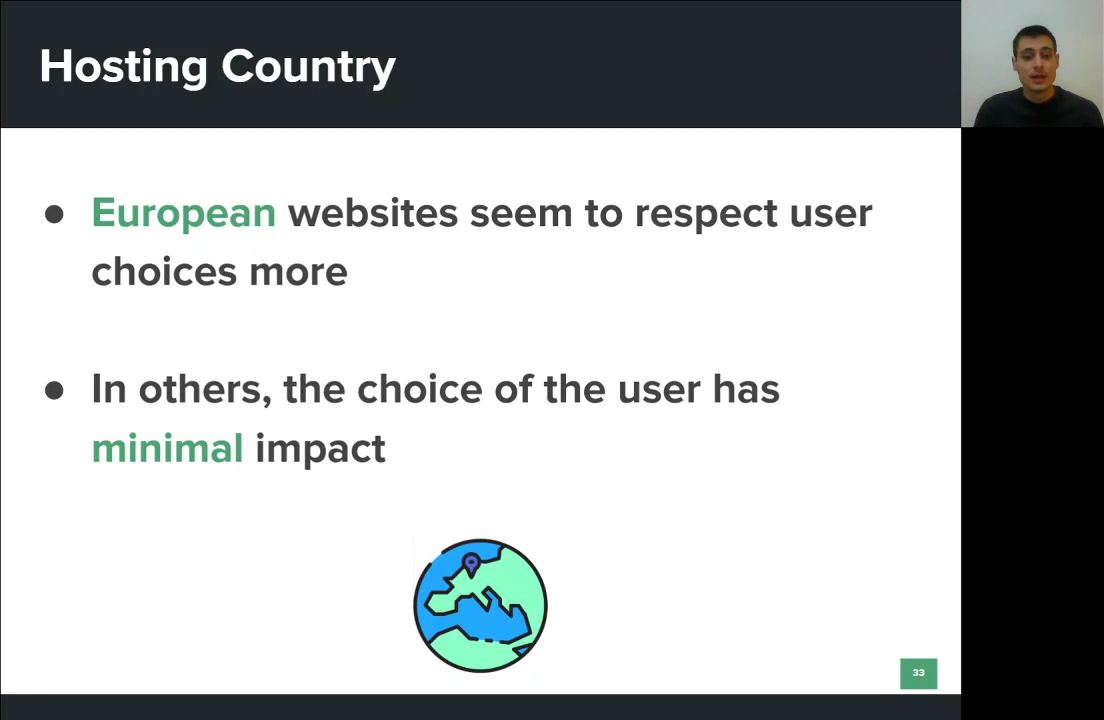 Hosting Country
● European websites seem to respect user
choices more
● In others, the choice of the user has
minimal impact
33